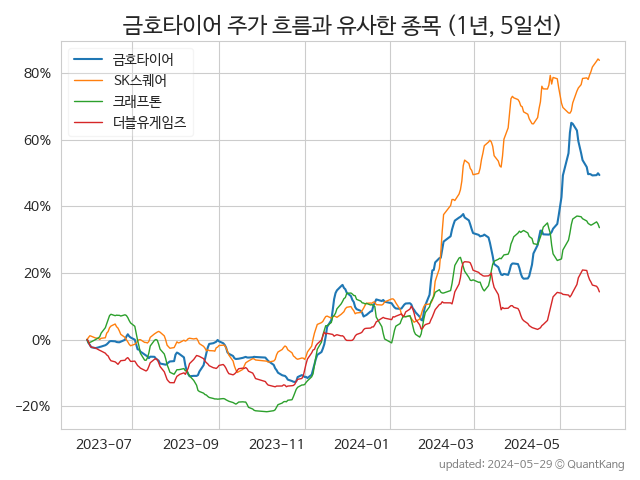 금호타이어 주가 흐름과 유사한 종목 (1년, 5일선)
금호타이어
SK스퀘어
크래프톤
더블유게임즈
80%
60%
40%
20%
0%
−20%
2023−07
2023−09
2023−11
2024−01
2024−03
2024−05
updated: 2024-05-29 © QuantKang